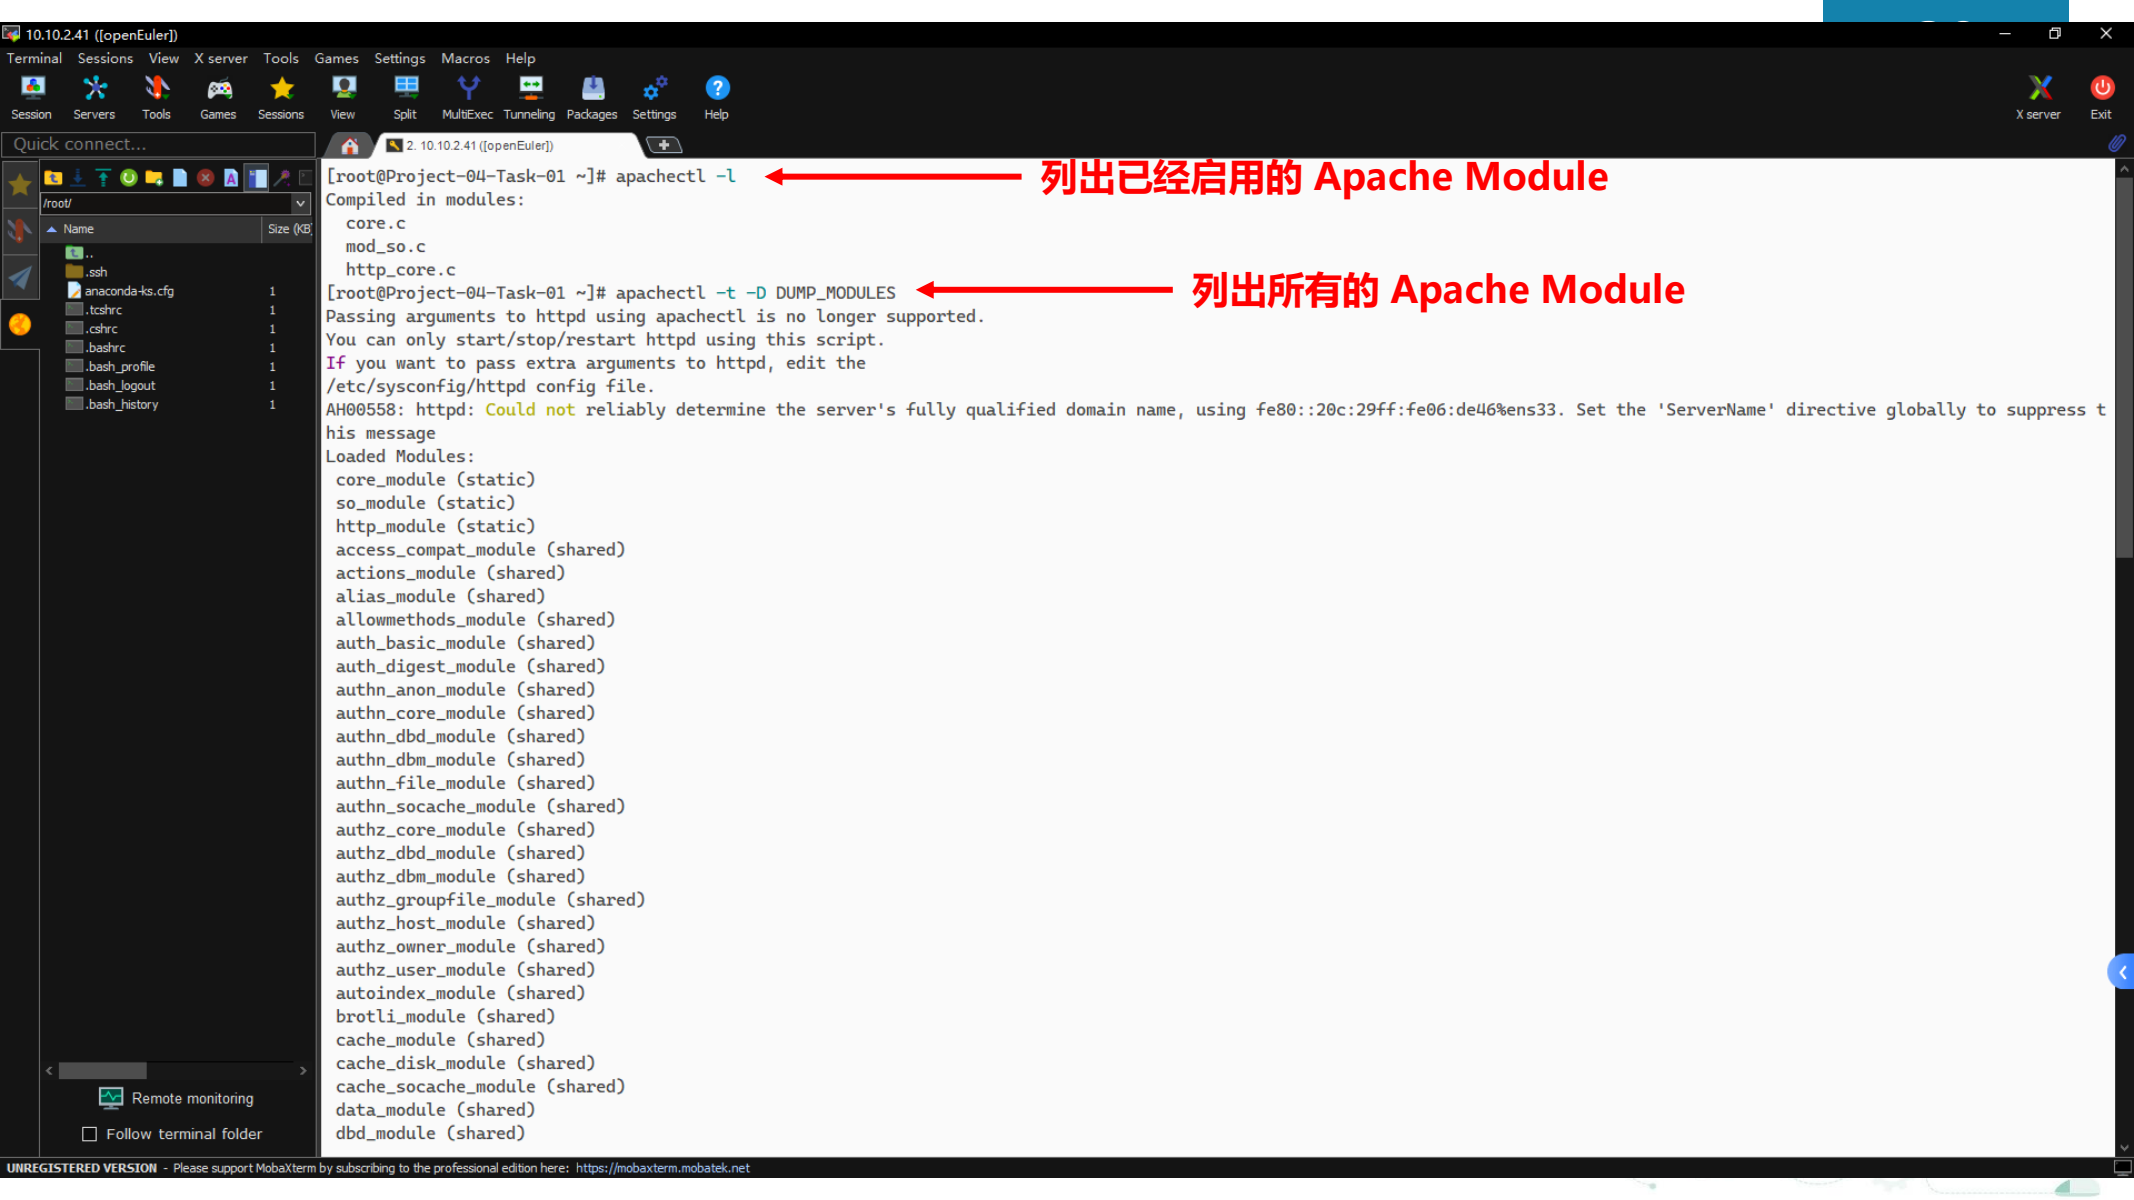 10.10.2.41 ([openEuler])
Terminal Sessions View X server Tools Games Settings Macros Help
Session Servers Tools Games Sessions View Split MultiExec Tunneling Packages Settings Help X server Exit
Quick connect...
2. 10.10.2.41 ([openEuler])
/root/
Name Size (KB)
..
.ssh
anaconda-ks.cfg 1
.tcshrc 1
.cshrc 1
.bashrc 1
.bash_profile 1
.bash_logout 1
.bash_history 1
Remote monitoring
Follow terminal folder
[root@Project-04-Task-01 ~]# apachectl -l
列出已经启用的 Apache Module
Compiled in modules:
core.c
mod_so.c
http_core.c
[root@Project-04-Task-01 ~]# apachectl -t -D DUMP_MODULES
列出所有的 Apache Module
Passing arguments to httpd using apachectl is no longer supported.
You can only start/stop/restart httpd using this script.
If you want to pass extra arguments to httpd, edit the
/etc/sysconfig/httpd config file.
AH00558: httpd: Could not reliably determine the server's fully qualified domain name, using fe80::20c:29ff:fe06:de46%ens33. Set the 'ServerName' directive globally to suppress t
his message
Loaded Modules:
core_module (static)
so_module (static)
http_module (static)
access_compat_module (shared)
actions_module (shared)
alias_module (shared)
allowmethods_module (shared)
auth_basic_module (shared)
auth_digest_module (shared)
authn_anon_module (shared)
authn_core_module (shared)
authn_dbd_module (shared)
authn_dbm_module (shared)
authn_file_module (shared)
authn_socache_module (shared)
authz_core_module (shared)
authz_dbd_module (shared)
authz_dbm_module (shared)
authz_groupfile_module (shared)
authz_host_module (shared)
authz_owner_module (shared)
authz_user_module (shared)
autoindex_module (shared)
brotli_module (shared)
cache_module (shared)
cache_disk_module (shared)
cache_socache_module (shared)
data_module (shared)
dbd_module (shared)
UNREGISTERED VERSION - Please support MobaXterm by subscribing to the professional edition here: https://mobaxterm.mobatek.net